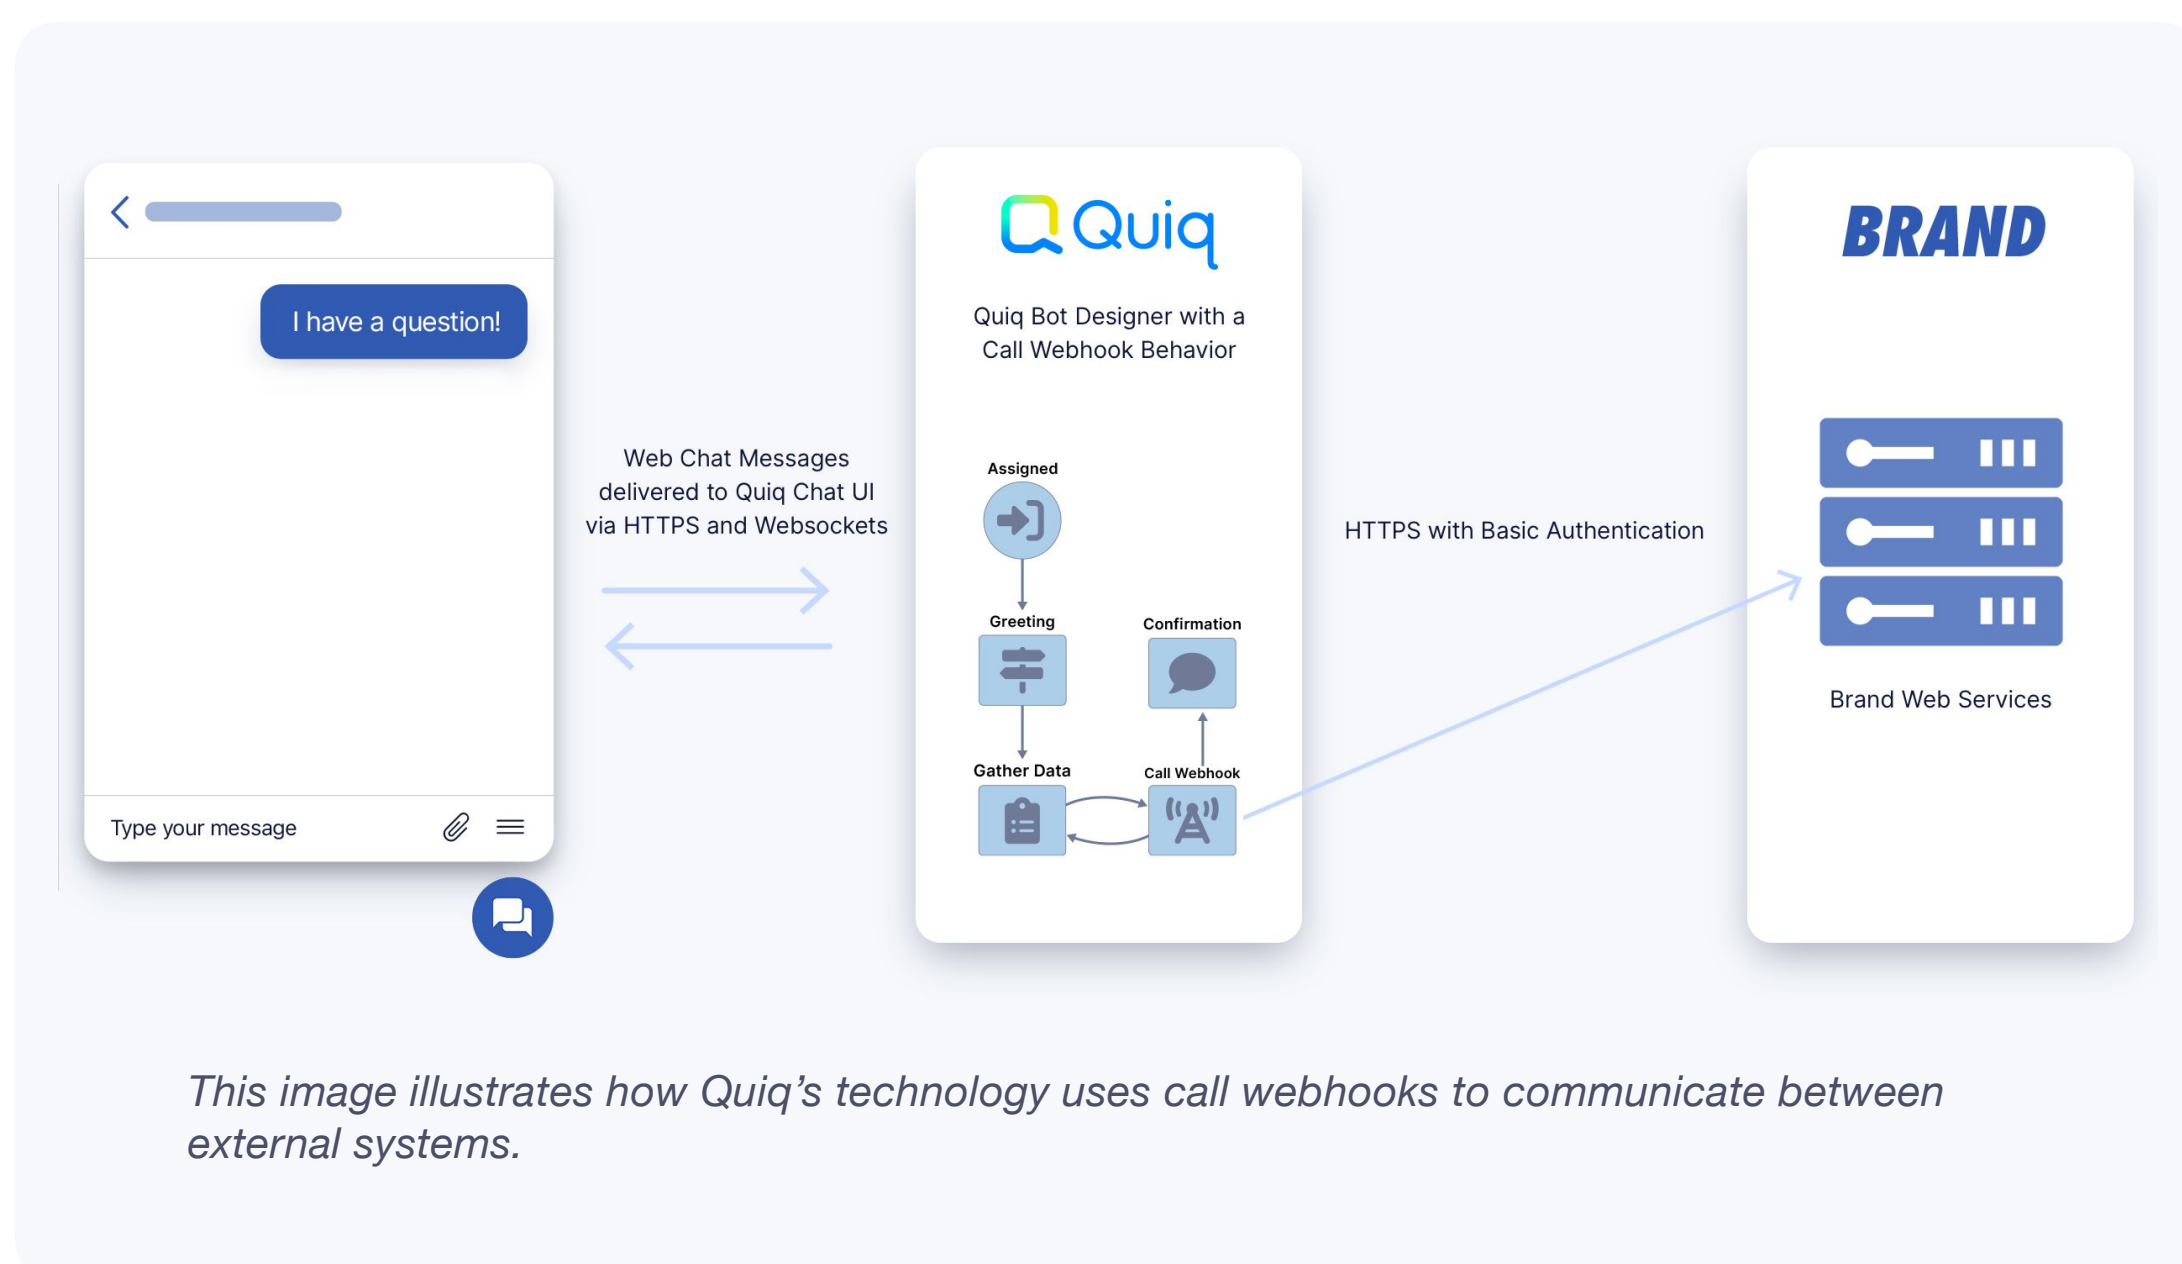 I have a question!
Type your message
Web Chat Messages
delivered to Quiq Chat UI
via HTTPS and Websockets
Quiq
Quiq Bot Designer with a
Call Webhook Behavior
Assigned
Greeting
Confirmation
Gather Data
Call Webhook
HTTPS with Basic Authentication
BRAND
Brand Web Services
This image illustrates how Quiq’s technology uses call webhooks to communicate between
external systems.